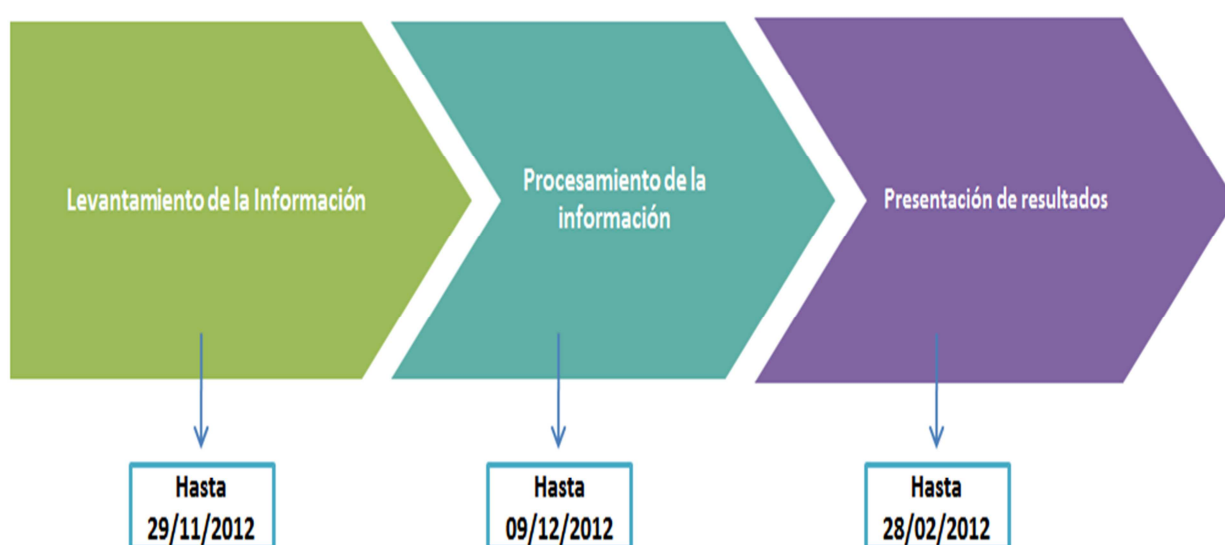 Levantamiento de la Información
Procesamiento de la
información
Presentación de resultados
Hasta
29/11/2012
Hasta
09/12/2012
Hasta
28/02/2012